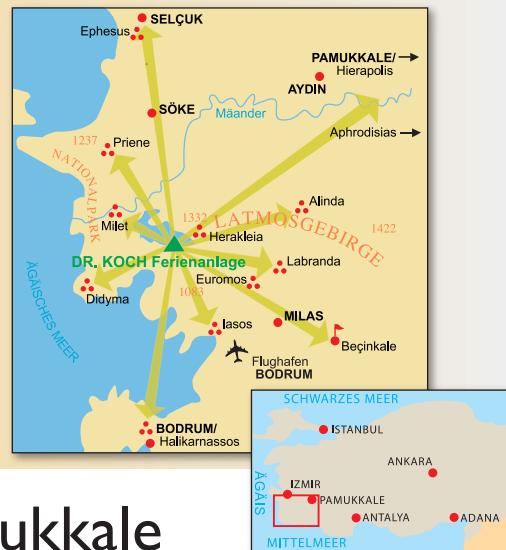 SELÇUK
Ephesus
PAMUKKALE/
Hierapolis
AYDIN
SÖKE
Mäander
Aphrodisias
1237
Priene
NATIONALPARK
Alinda
Milet
1332
LATMOSGEBIRGE
1422
Herakleia
DR. KOCH Ferienanlage
Labranda
Euromos
1083
Didyma
ÄGÄISCHES MEER
Iasos
MILAS
Beçinkale
Flughafen
BODRUM
BODRUM/
Halikarnassos
SCHWARZES MEER
ISTANBUL
ANKARA
ÄGÄIS
IZMIR
PAMUKKALE
ANTALYA
ADANA
MITTELMEER
ukkale